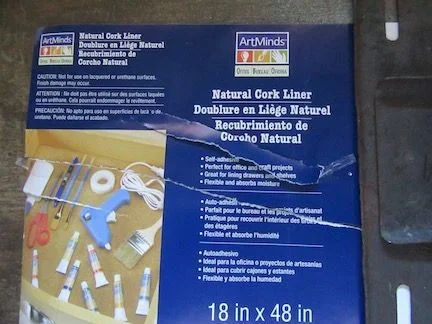 ArtMinds
OFFICE BUREAU OFICINA
Natural Cork Liner
Doublure en Liège Naturel
Recubrimiento de
Corcho Natural
CAUTION: Not for use on lacquered or urethane surfaces.
Finish damage may occur.
ATTENTION : Ne doit pas être utilisé sur des surfaces laquées
ou en uréthane. Cela pourrait endommager le revêtement.
PRECAUCIÓN: No apto para uso en superficies de laca o de
uretano. Puede dañarse el acabado.
ArtMinds
OFFICE BUREAU OFICINA
Natural Cork Liner
Doublure en Liège Naturel
Recubrimiento de
Corcho Natural
• Self-adhesive
• Perfect for office and craft projects
• Great for lining drawers and shelves
• Flexible and absorbs moisture
• Auto-adhésif
• Parfait pour le bureau et les projets d'artisanat
• Pratique pour recouvrir l'intérieur des tiroirs et
des étagères
• Flexible et absorbe l'humidité
• Autoadhesivo
• Ideal para la oficina o proyectos de artesanías
• Ideal para cubrir cajones y estantes
• Flexible y absorbe la humedad
18 in x 48 in